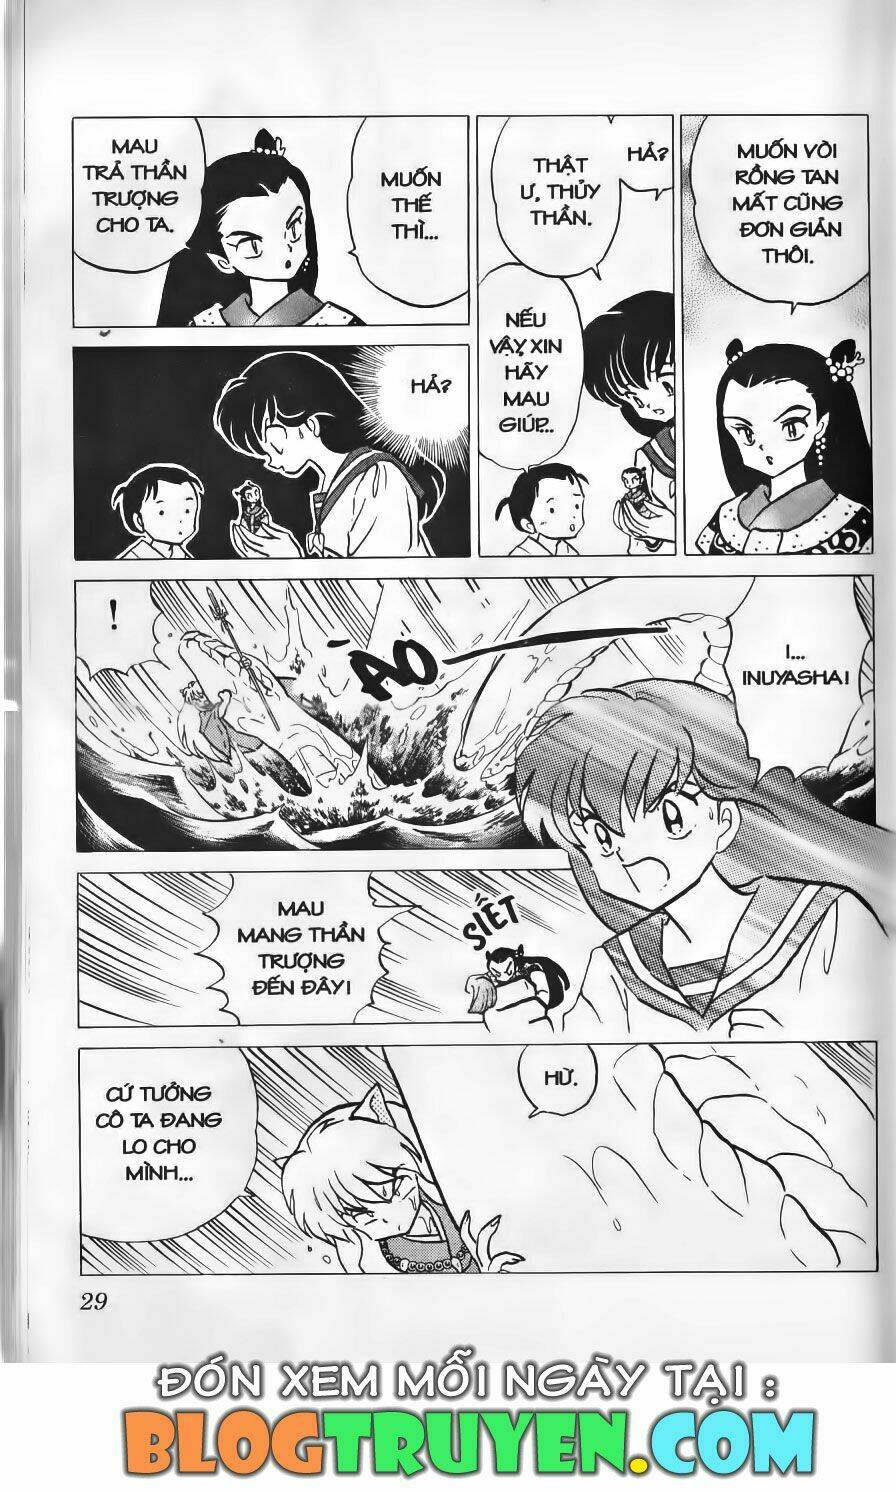 MUỐN VÒI
RỒNG TAN
MẤT CŨNG
ĐƠN GIẢN
THÔI.
HẢ?
THẬT
Ư, THỦY
THẦN.
NẾU
VẬY, XIN
HÃY
MAU
GIÚP...
MUỐN
THẾ
THÌ...
MAU
TRẢ THẦN
TRƯỢNG
CHO TA.
HẢ?
I...
INUYASHA!
ÀO
!
SIẾT
MAU
MANG THẦN
TRƯỢNG
ĐẾN ĐÂY!
HỪ.
CỨ TƯỞNG
CÔ TA ĐANG
LO CHO
MÌNH...
29
ĐÓN XEM MỖI NGÀY TẠI :
BLOGTRUYEN.COM